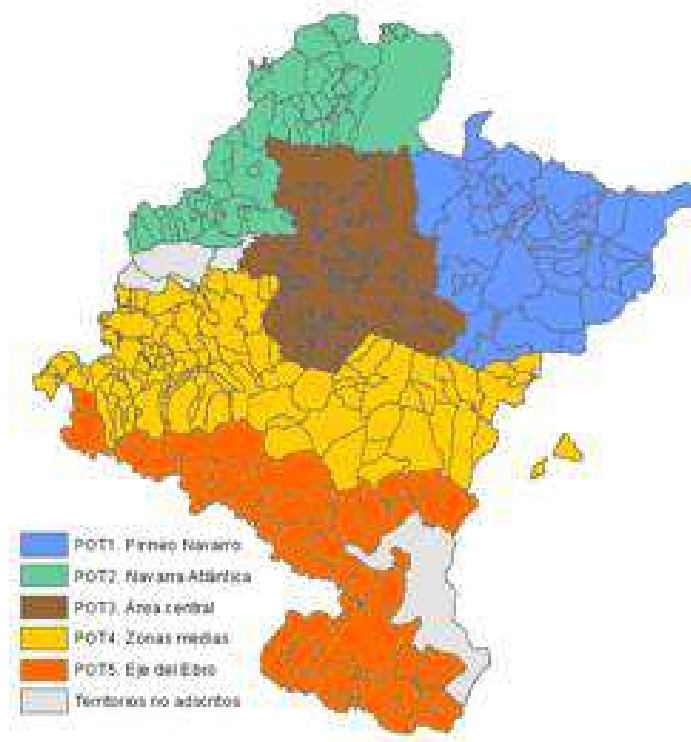 POT1. Pirineo Navarro
POT2. Navarra Atlántica
POT3. Área central
POT4. Zonas medias
POT5. Eje del Ebro
Territorios no adscritos